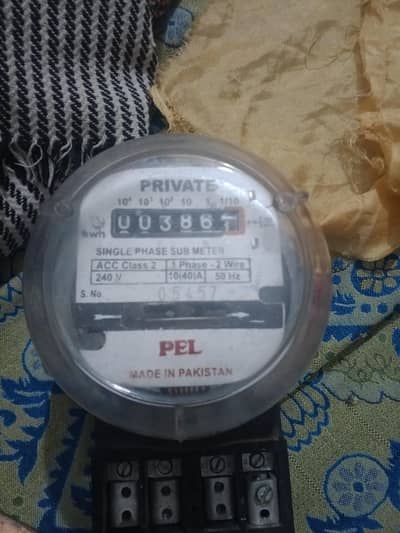 PRIVATE
10⁴ 10³ 10² 10 1 1/10
kwh 003867
SINGLE PHASE SUB METER
ACC Class 2 1 Phase - 2 Wire
240 V 10(40)A 50 Hz
S. No.
PEL
MADE IN PAKISTAN